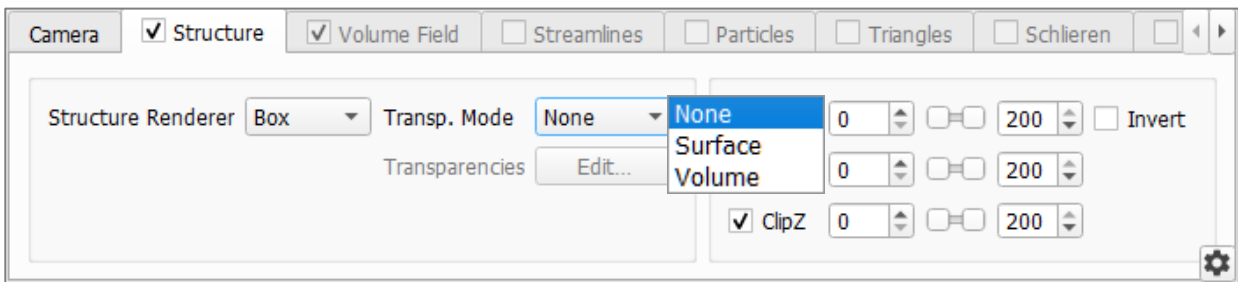 Camera Structure Volume Field Streamlines Particles Triangles Schlieren
Structure Renderer Box Transp. Mode None None 0 200 Invert
Surface
Transparencies Edit... 0 200
Volume
ClipZ 0 200